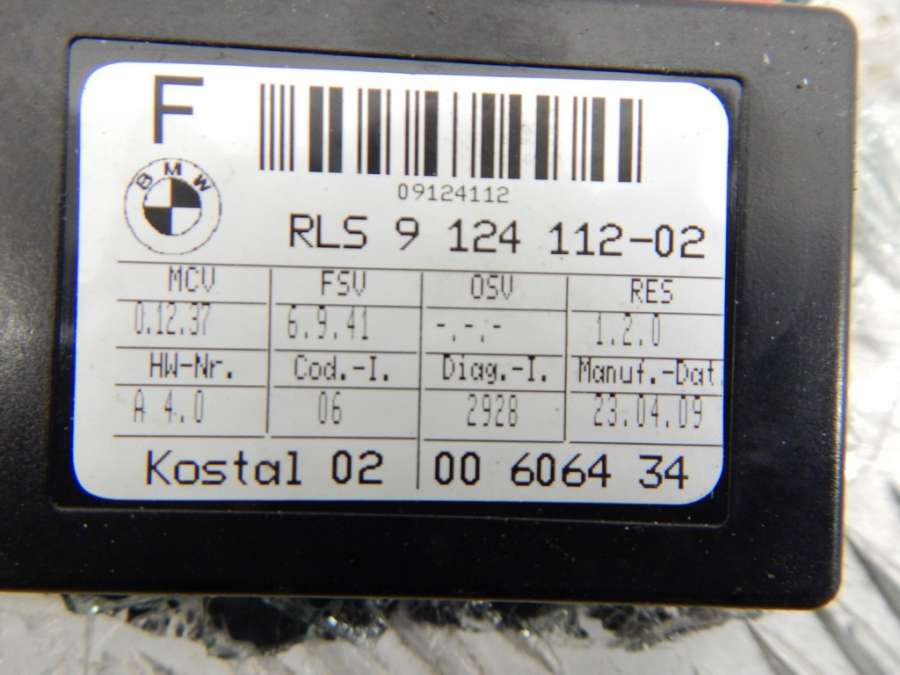 F
BMW
09124112
RLS 9 124 112-02
MCV FSV OSV RES
0.12.37 6.9.41 -.-.- 1.2.0
HW-Nr. Cod.-I. Diag.-I. Manuf.-Dat.
A 4.0 06 2928 23.04.09
Kostal 02 00 6064 34